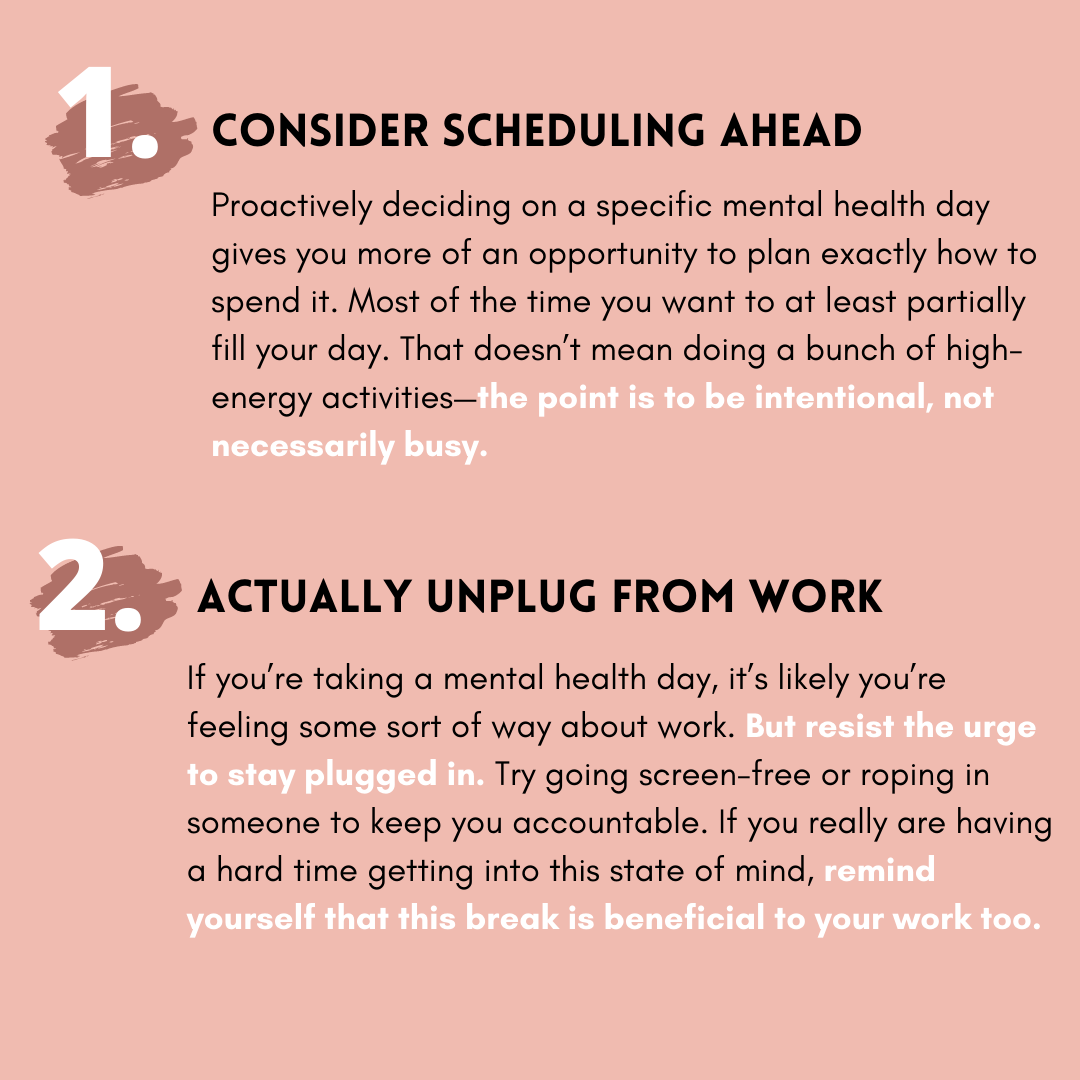 1.
CONSIDER SCHEDULING AHEAD
Proactively deciding on a specific mental health day
gives you more of an opportunity to plan exactly how to
spend it. Most of the time you want to at least partially
fill your day. That doesn’t mean doing a bunch of high-
energy activities—the point is to be intentional, not
necessarily busy.
2.
ACTUALLY UNPLUG FROM WORK
If you’re taking a mental health day, it’s likely you’re
feeling some sort of way about work. But resist the urge
to stay plugged in. Try going screen-free or roping in
someone to keep you accountable. If you really are having
a hard time getting into this state of mind, remind
yourself that this break is beneficial to your work too.